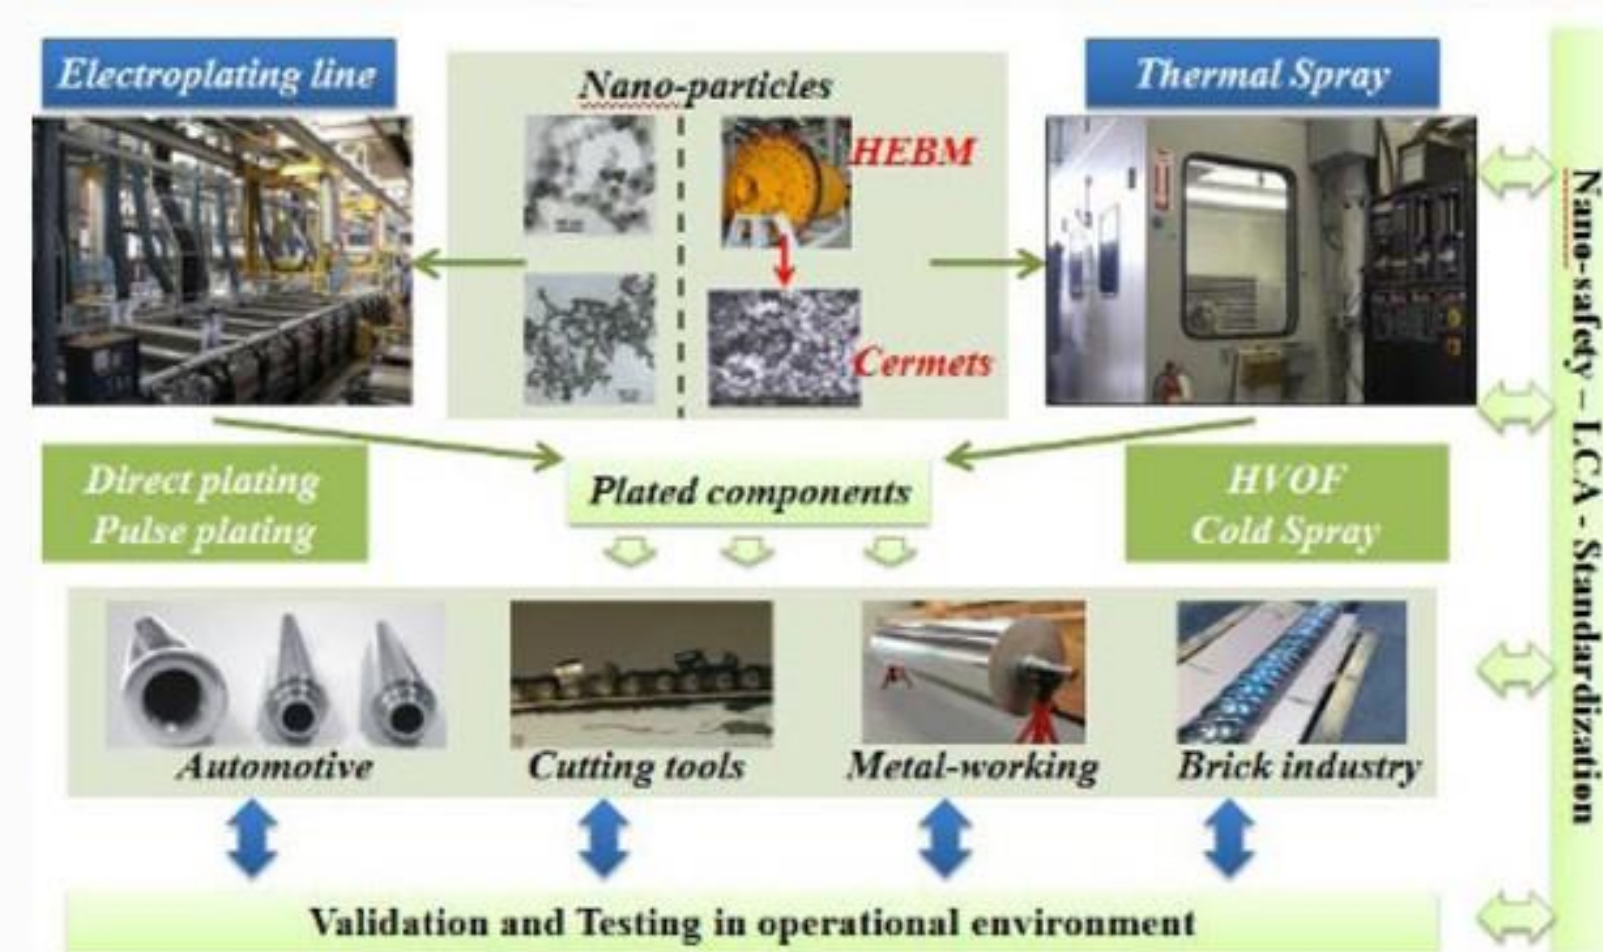 Electroplating line
Nano-particles
Thermal Spray
HEBM
Cermets
Direct plating
Pulse plating
Plated components
HVOF
Cold Spray
Automotive
Cutting tools
Metal-working
Brick industry
Validation and Testing in operational environment
Nano-safety – LCA - Standardization